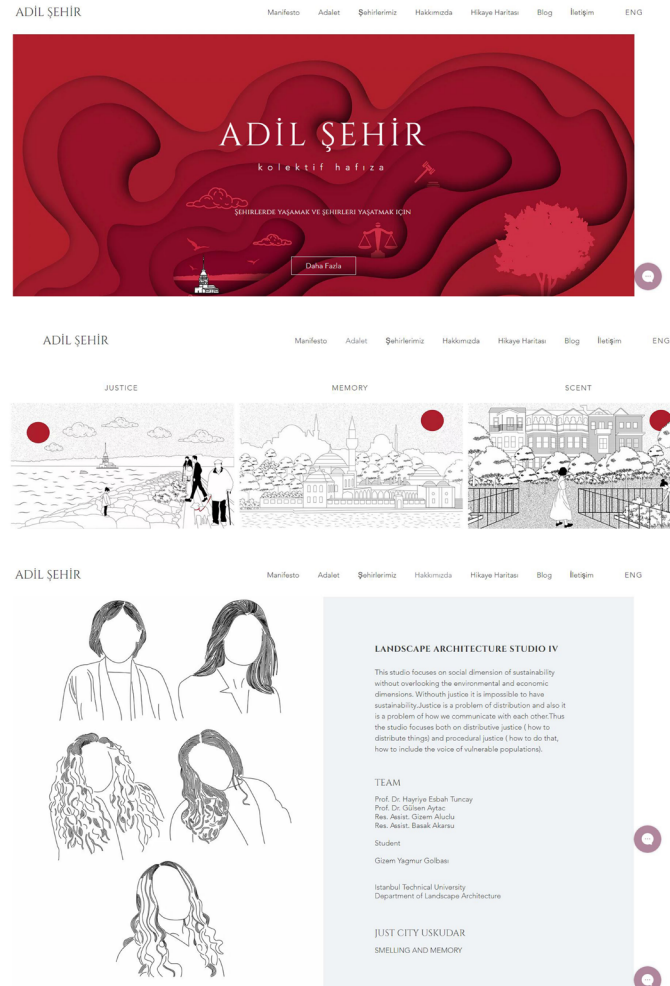 ADİL ŞEHİR
Manifesto Adalet Şehirlerimiz Hakkımızda Hikaye Haritası Blog İletişim ENG
ADİL ŞEHİR
kolektif hafıza
ŞEHIRLERDE YAŞAMAK VE ŞEHIRLERI YAŞATMAK IÇIN
Daha Fazla
ADİL ŞEHİR
Manifesto Adalet Şehirlerimiz Hakkımızda Hikaye Haritası Blog İletişim ENG
JUSTICE
MEMORY
SCENT
ADİL ŞEHİR
Manifesto Adalet Şehirlerimiz Hakkımızda Hikaye Haritası Blog İletişim ENG
LANDSCAPE ARCHITECTURE STUDIO IV
This studio focuses on social dimension of sustainability
without overlooking the environmental and economic
dimensions. Withouth justice it is impossible to have
sustainability.Justice is a problem of distribution and also it
is a problem of how we communicate with each other.Thus
the studio focuses both on distributive justice ( how to
distribute things) and procedural justice ( how to do that,
how to include the voice of vulnerable populations).
TEAM
Prof. Dr. Hayriye Esbah Tuncay
Prof. Dr. Gülsen Aytac
Res. Assist. Gizem Aluclu
Res. Assist. Basak Akarsu
Student
Gizem Yagmur Golbası
Istanbul Technical University
Department of Landscape Architecture
JUST CITY USKUDAR
SMELLING AND MEMORY